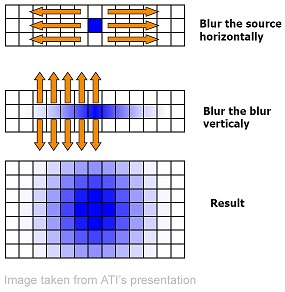 Blur the source
horizontally
Blur the blur
verticaly
Result
Image taken from ATI's presentation